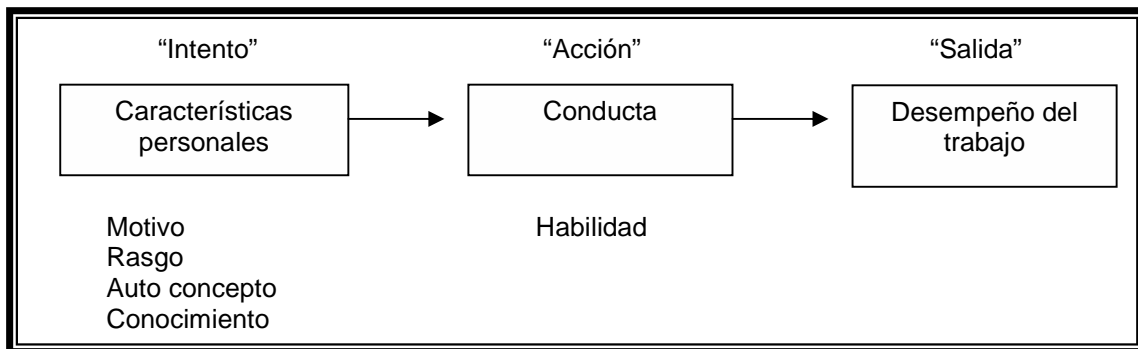 “Intento” “Acción” “Salida”
Características
personales
Conducta
Desempeño del
trabajo
Motivo
Rasgo
Auto concepto
Conocimiento
Habilidad